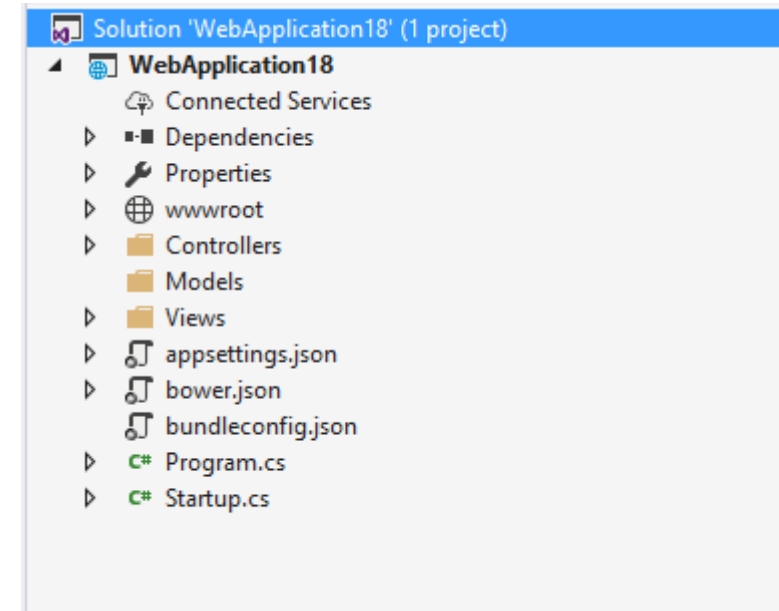 Solution 'WebApplication18' (1 project)
WebApplication18
Connected Services
Dependencies
Properties
wwwroot
Controllers
Models
Views
appsettings.json
bower.json
bundleconfig.json
C# Program.cs
C# Startup.cs